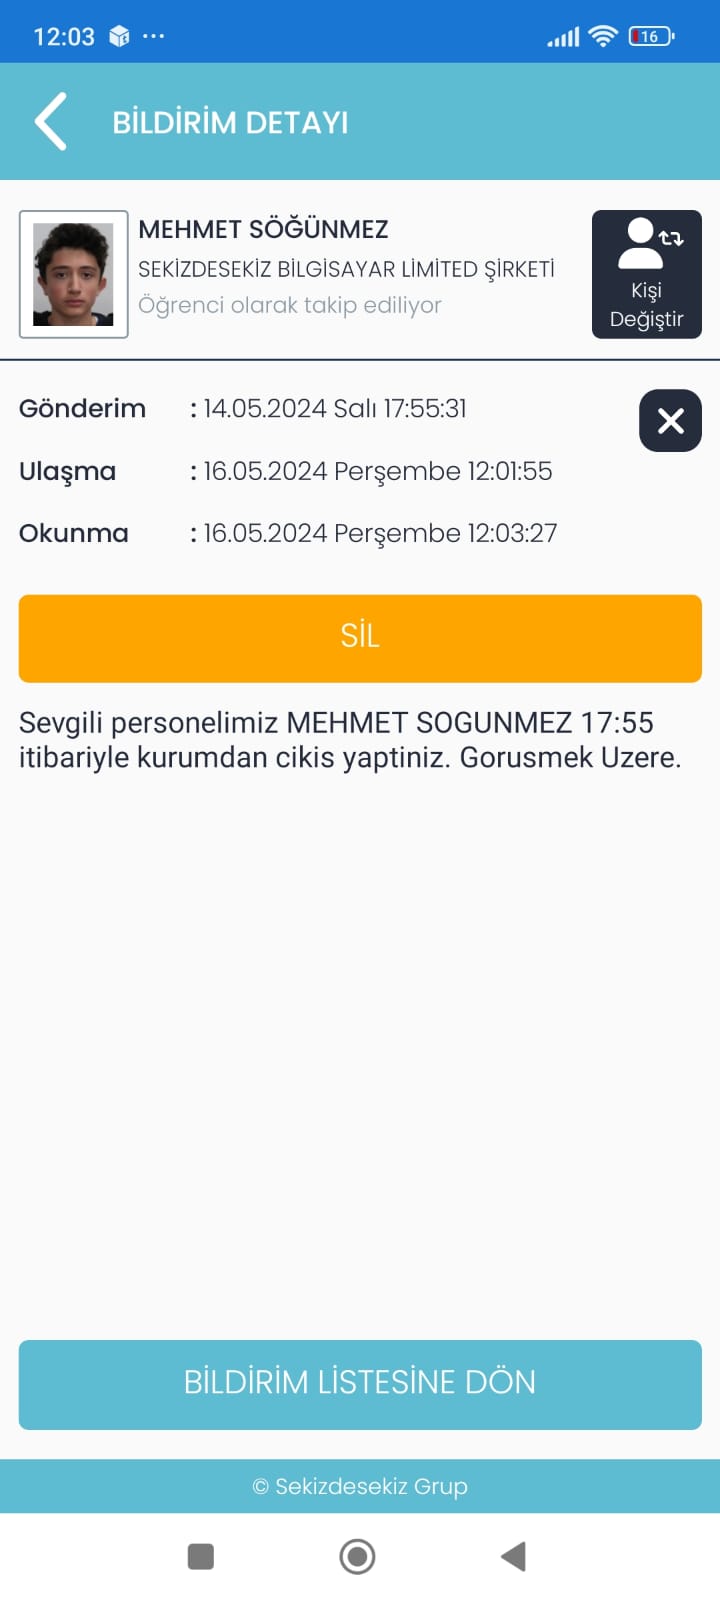 12:03
16
BİLDİRİM DETAYI
MEHMET SÖĞÜNMEZ
SEKİZDESEKİZ BİLGİSAYAR LİMİTED ŞİRKETİ
Öğrenci olarak takip ediliyor
Kişi
Değiştir
Gönderim : 14.05.2024 Salı 17:55:31
Ulaşma : 16.05.2024 Perşembe 12:01:55
Okunma : 16.05.2024 Perşembe 12:03:27
SİL
Sevgili personelimiz MEHMET SOGUNMEZ 17:55
itibariyle kurumdan cikis yaptiniz. Gorusmek Uzere.
BİLDİRİM LİSTESİNE DÖN
© Sekizdesekiz Grup